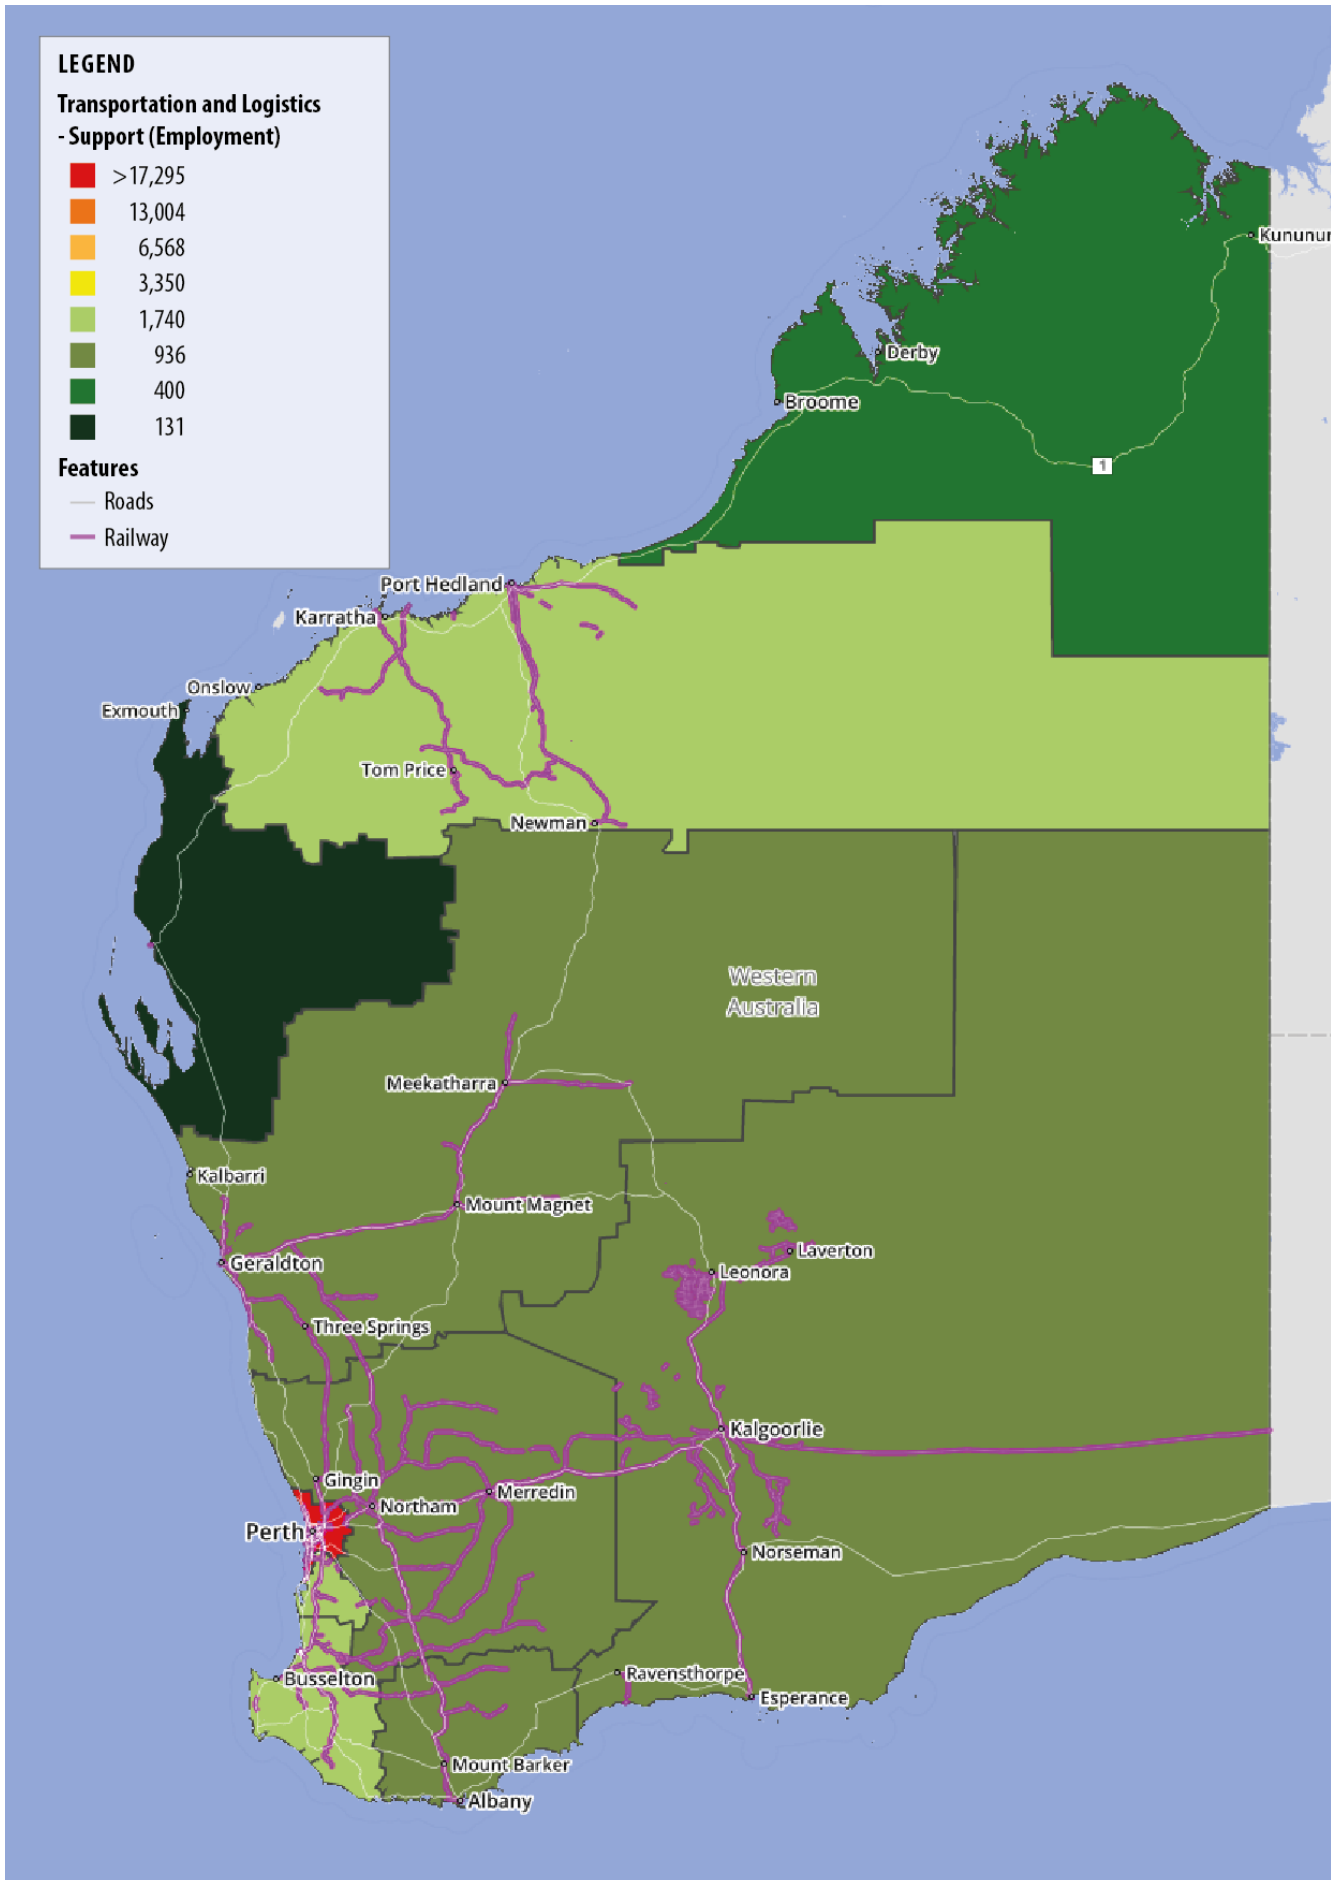 LEGEND
Transportation and Logistics
- Support (Employment)
>17,295
13,004
6,568
3,350
1,740
936
400
131
Features
Roads
Railway
Kununur
Derby
Broome
1
Port Hedland
Karratha
Onslow
Exmouth
Tom Price
Newman
Western
Australia
Meekatharra
Kalbarri
Mount Magnet
Laverton
Geraldton
Leonora
Three Springs
Kalgoorlie
Gingin
Merredin
Northam
Perth
Norseman
Ravensthorpe
Busselton
Esperance
Mount Barker
Albany